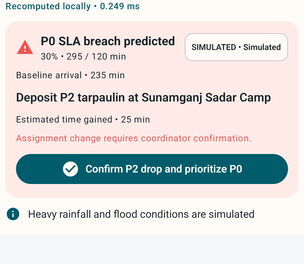 Recomputed locally • 0.249 ms
P0 SLA breach predicted
30% • 295 / 120 min
SIMULATED • Simulated
Baseline arrival • 235 min
Deposit P2 tarpaulin at Sunamganj Sadar Camp
Estimated time gained • 25 min
Assignment change requires coordinator confirmation.
Confirm P2 drop and prioritize P0
Heavy rainfall and flood conditions are simulated